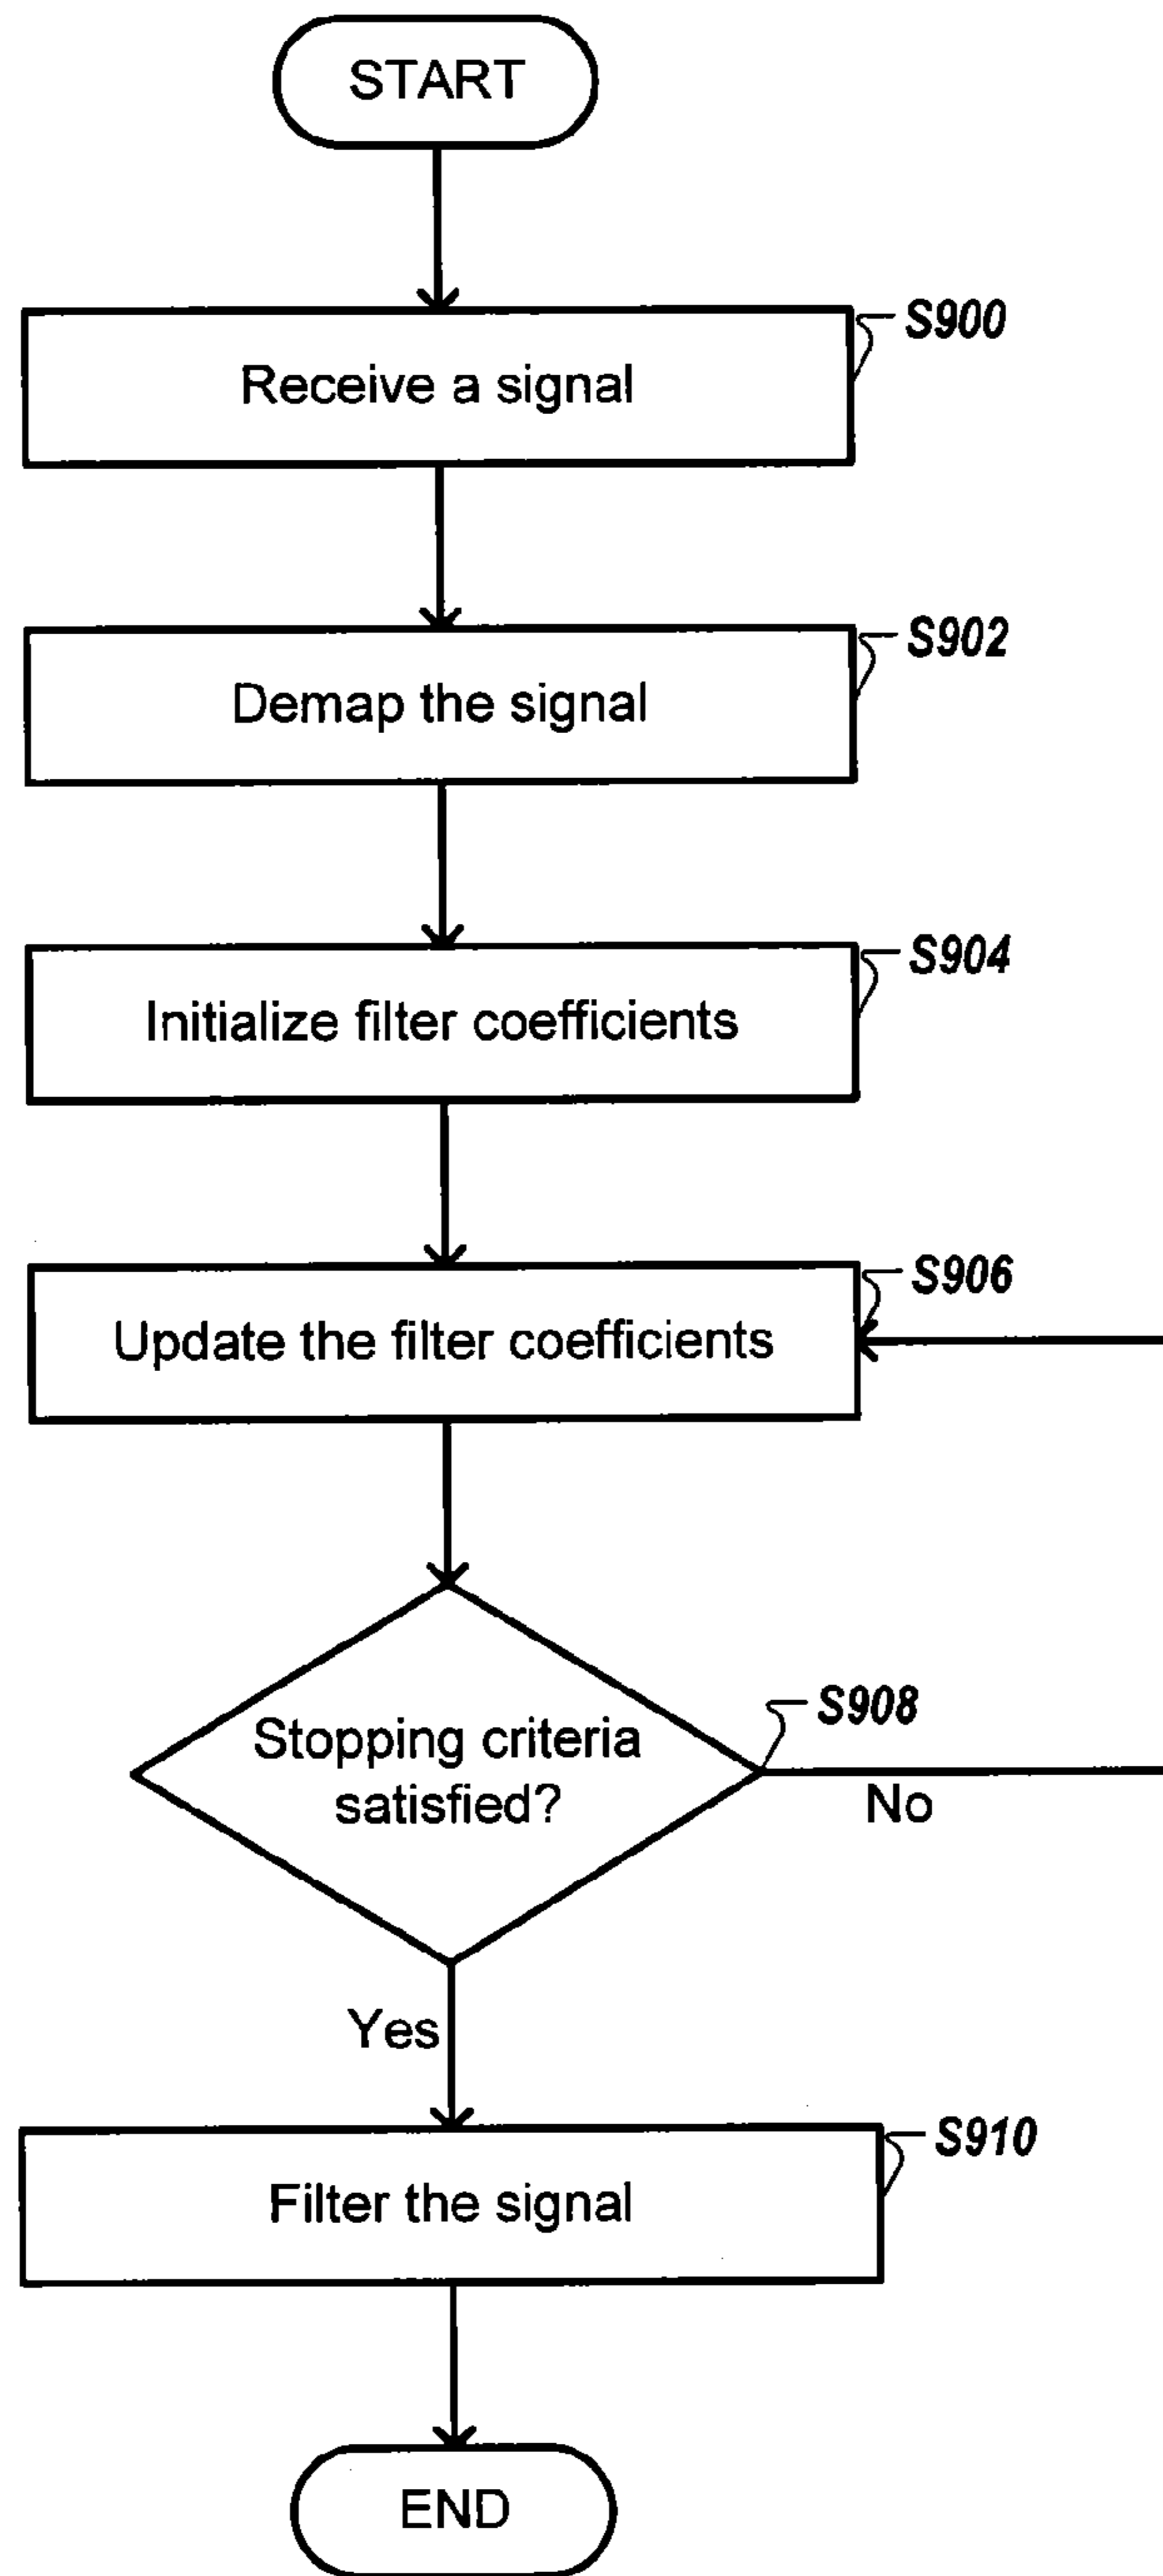 START
S900
Receive a signal
S902
Demap the signal
S904
Initialize filter coefficients
S906
Update the filter coefficients
S908
Stopping criteria
satisfied?
No
Yes
S910
Filter the signal
END